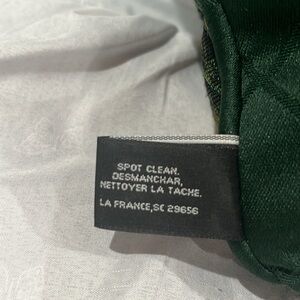 SPOT CLEAN.
DESMANCHAR,
NETTOYER LA TACHE.
LA FRANCE,SC 29656